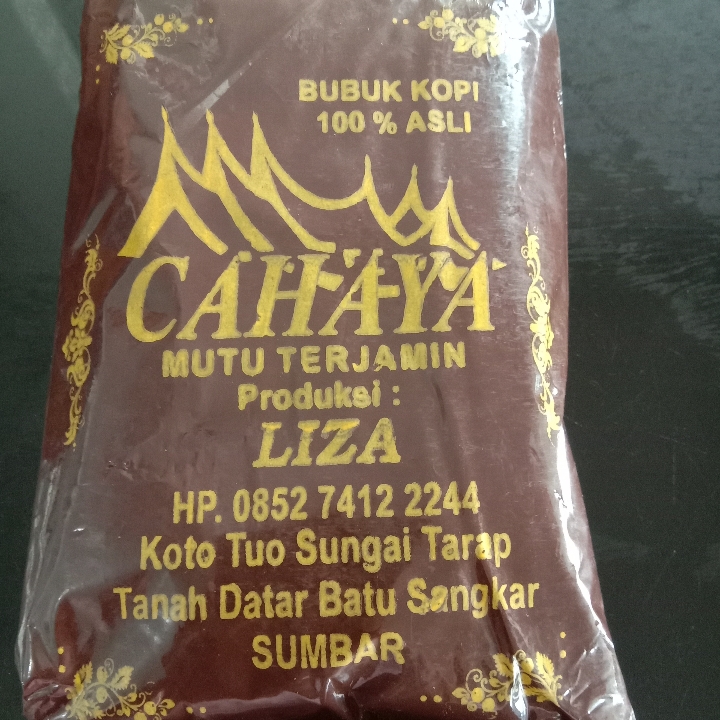 BUBUK KOPI
100 % ASLI
CAHAYA
MUTU TERJAMIN
Produksi :
LIZA
HP. 0852 7412 2244
Koto Tuo Sungai Tarap
Tanah Datar Batu Sangkar
SUMBAR